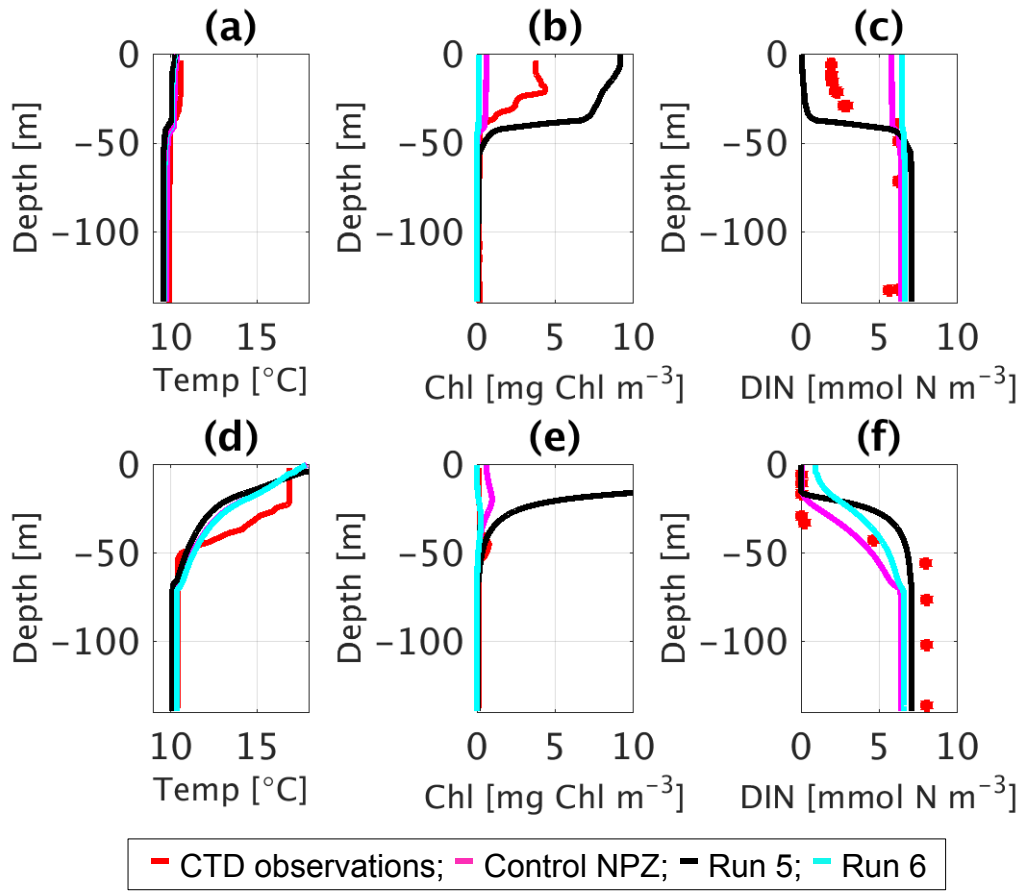 (a) (b) (c)
0 0 0
Depth [m] Depth [m] Depth [m]
−50 −50 −50
−100 −100 −100
10 15 0 5 10 0 5 10
Temp [°C] Chl [mg Chl m⁻³] DIN [mmol N m⁻³]
(d) (e) (f)
0 0 0
Depth [m] Depth [m] Depth [m]
−50 −50 −50
−100 −100 −100
10 15 0 5 10 0 5 10
Temp [°C] Chl [mg Chl m⁻³] DIN [mmol N m⁻³]
CTD observations; Control NPZ; Run 5; Run 6